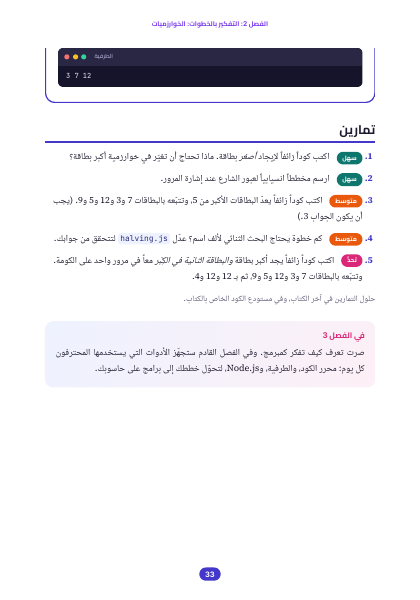 الفصل 2: التفكير بالخطوات: الخوارزميات
الطرفية
3 7 12
تمارين
1. سهل اكتب كوداً زائفاً لإيجاد أصغر بطاقة. ماذا تحتاج أن تغيّر في خوارزمية أكبر بطاقة؟
2. سهل ارسم مخططاً انسيابياً لعبور الشارع عند إشارة المرور.
3. متوسط اكتب كوداً زائفاً يعدّ البطاقات الأكبر من 5، وتتبّعه بالبطاقات 7 و3 و12 و5 و9. (يجب
أن يكون الجواب 3.)
4. متوسط كم خطوة يحتاج البحث الثنائي لألف اسم؟ عدّل halving.js لتتحقق من جوابك.
5. تحدٍّ اكتب كوداً زائفاً يجد أكبر بطاقة والبطاقة الثانية في الكِبَر معاً في مرور واحد على الكومة.
وتتبّعه بالبطاقات 7 و3 و12 و5 و9، ثم بـ 12 و12 و4.
حلول التمارين في آخر الكتاب، وفي مستودع الكود الخاص بالكتاب.
في الفصل 3
صرت تعرف كيف تفكر كمبرمج. وفي الفصل القادم ستجهّز الأدوات التي يستخدمها المحترفون
كل يوم: محرر الكود، والطرفية، وNode.js، لتحوّل خططك إلى برامج على حاسوبك.
33